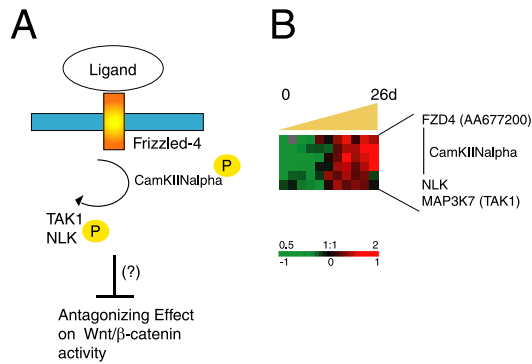 A
Ligand
Frizzled-4
P
CamKIINalpha
TAK1
NLK
P
(?)
Antagonizing Effect
on Wnt/β-catenin
activity
B
0 26d
FZD4 (AA677200)
CamKIINalpha
NLK
MAP3K7 (TAK1)
0.5 1:1 2
-1 0 1